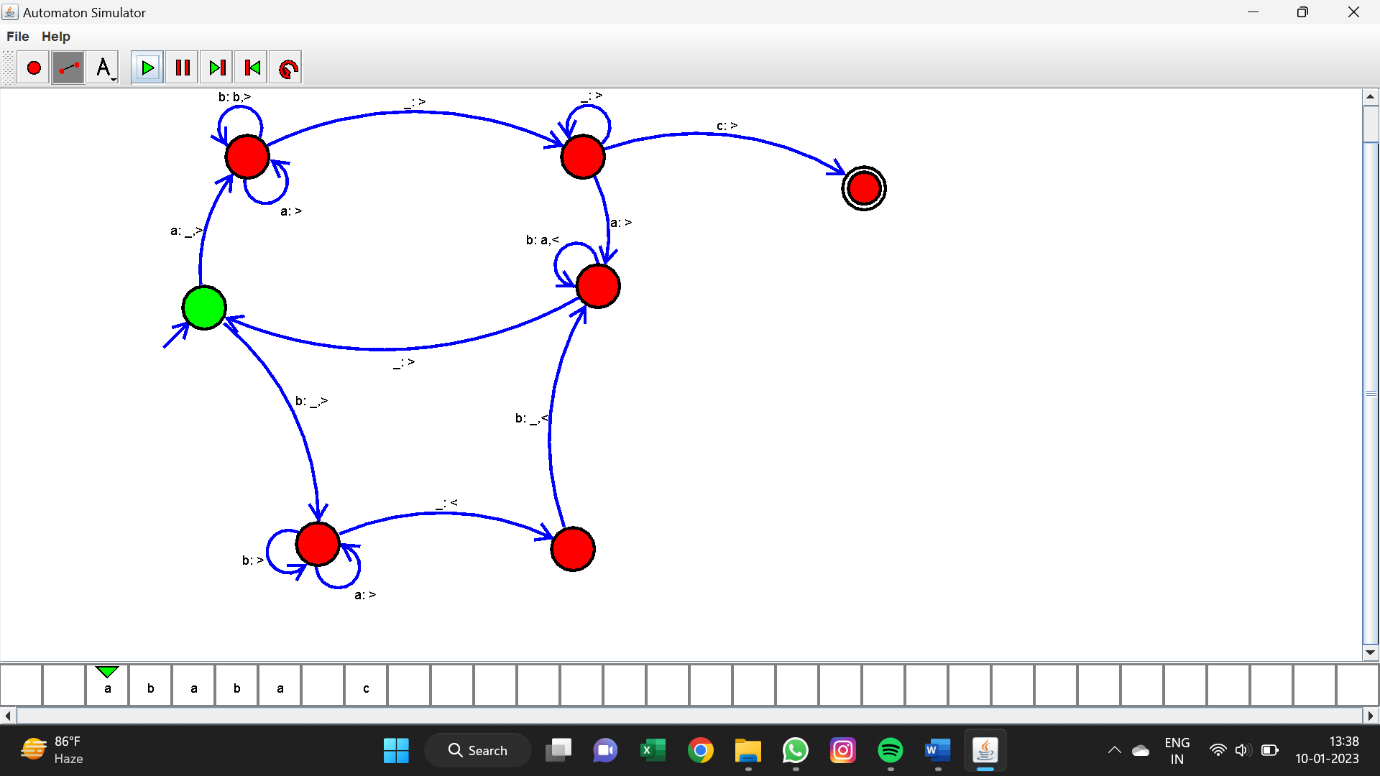 Automaton Simulator
File Help
A
b: b,>
_: >
_: >
c: >
a: >
a: _,>
b: a,<
a: >
_: >
b: _,>
b: _,<
_: <
b: >
a: >
a b a b a c
86°F
Haze
Search
ENG
IN
13:38
10-01-2023